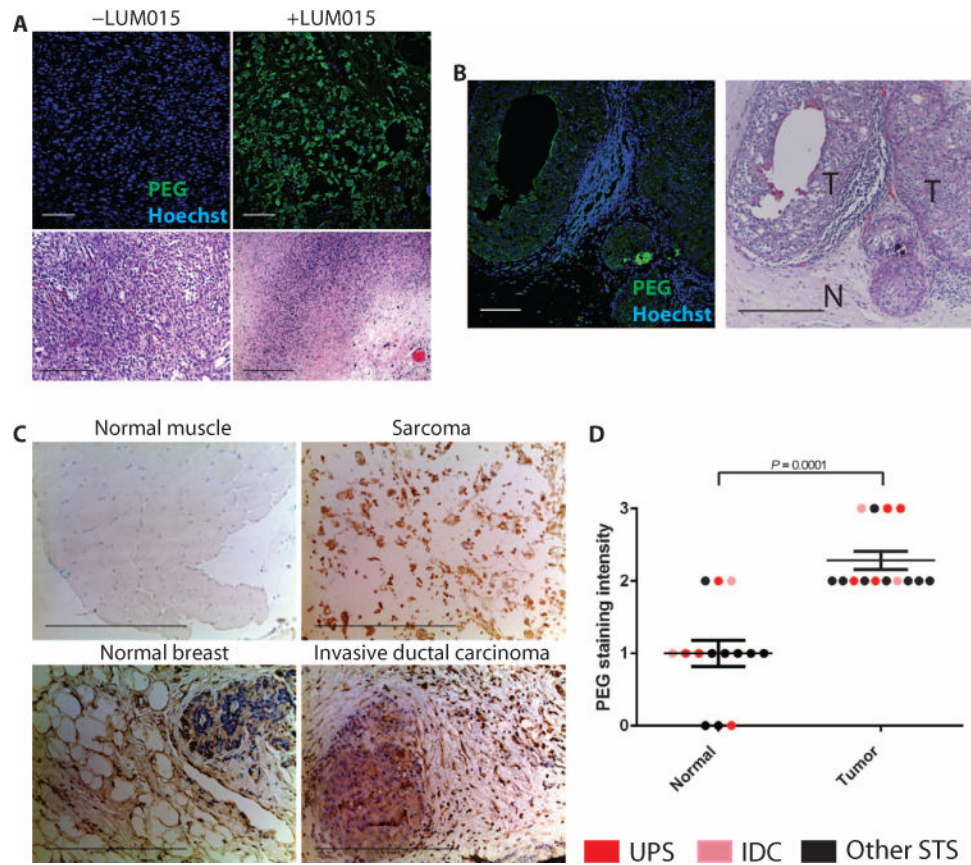 A
−LUM015
+LUM015
PEG
Hoechst
B
PEG
Hoechst
T
T
N
C
Normal muscle
Sarcoma
Normal breast
Invasive ductal carcinoma
D
P = 0.0001
PEG staining intensity
3
2
1
0
Normal
Tumor
UPS
IDC
Other STS